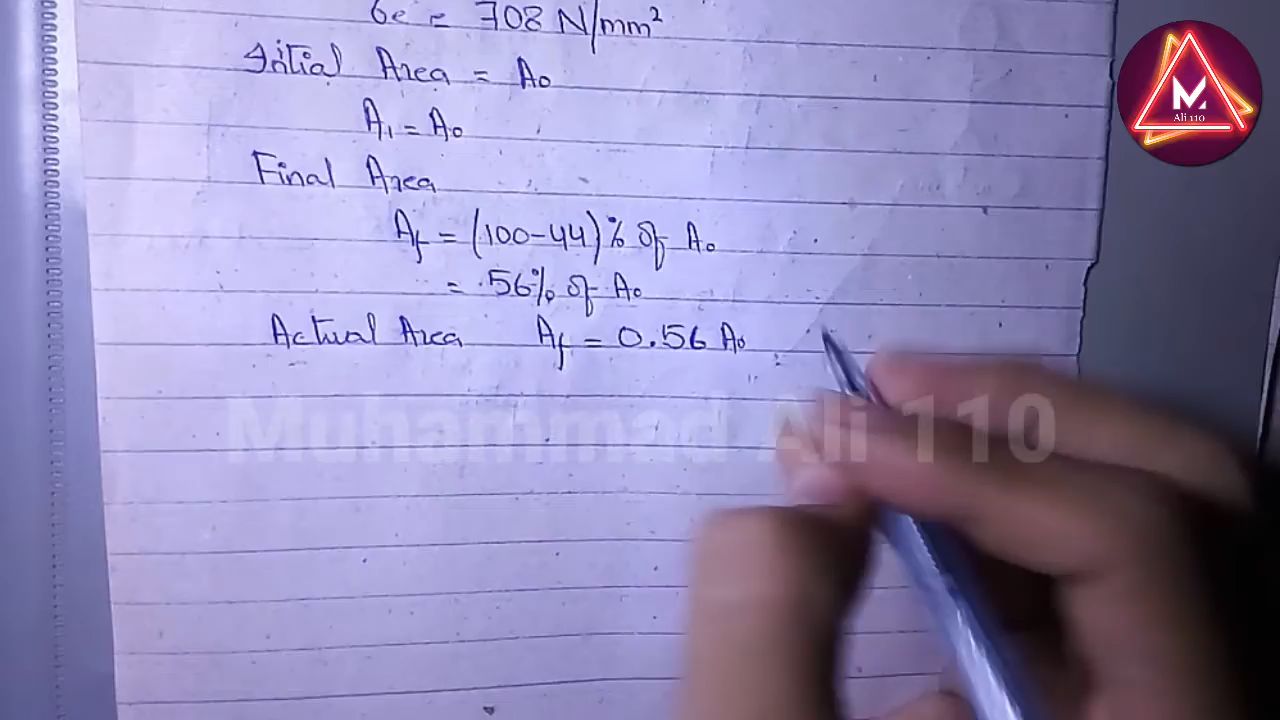 6e = 708 N/mm²
Initial Area = A₀
A₁ = A₀
Final Area
A_f = (100-44)% of A₀
= 56% of A₀
Actual Area A_f = 0.56 A₀
Muhammad Ali 110
M
Ali 110